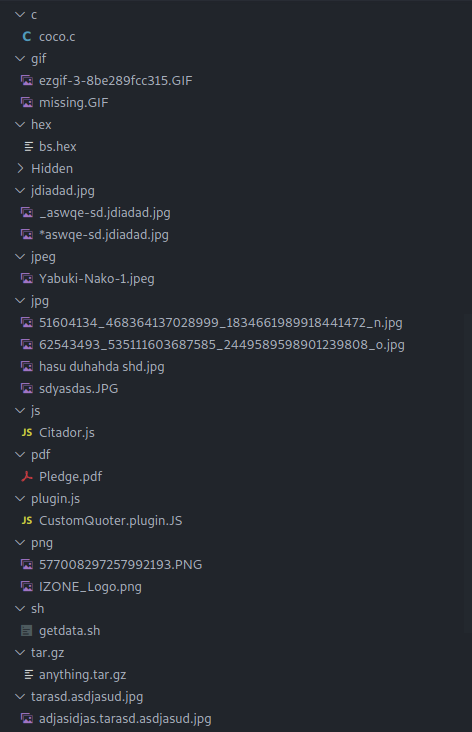 c
C coco.c
gif
ezgif-3-8be289fcc315.GIF
missing.GIF
hex
bs.hex
Hidden
jdiadad.jpg
_aswqe-sd.jdiadad.jpg
*aswqe-sd.jdiadad.jpg
jpeg
Yabuki-Nako-1.jpeg
jpg
51604134_468364137028999_1834661989918441472_n.jpg
62543493_535111603687585_2449589598901239808_o.jpg
hasu duhahda shd.jpg
sdyasdas.JPG
js
JS Citador.js
pdf
Pledge.pdf
plugin.js
JS CustomQuoter.plugin.JS
png
577008297257992193.PNG
IZONE_Logo.png
sh
getdata.sh
tar.gz
anything.tar.gz
tarasd.asdjasud.jpg
adjasidjas.tarasd.asdjasud.jpg